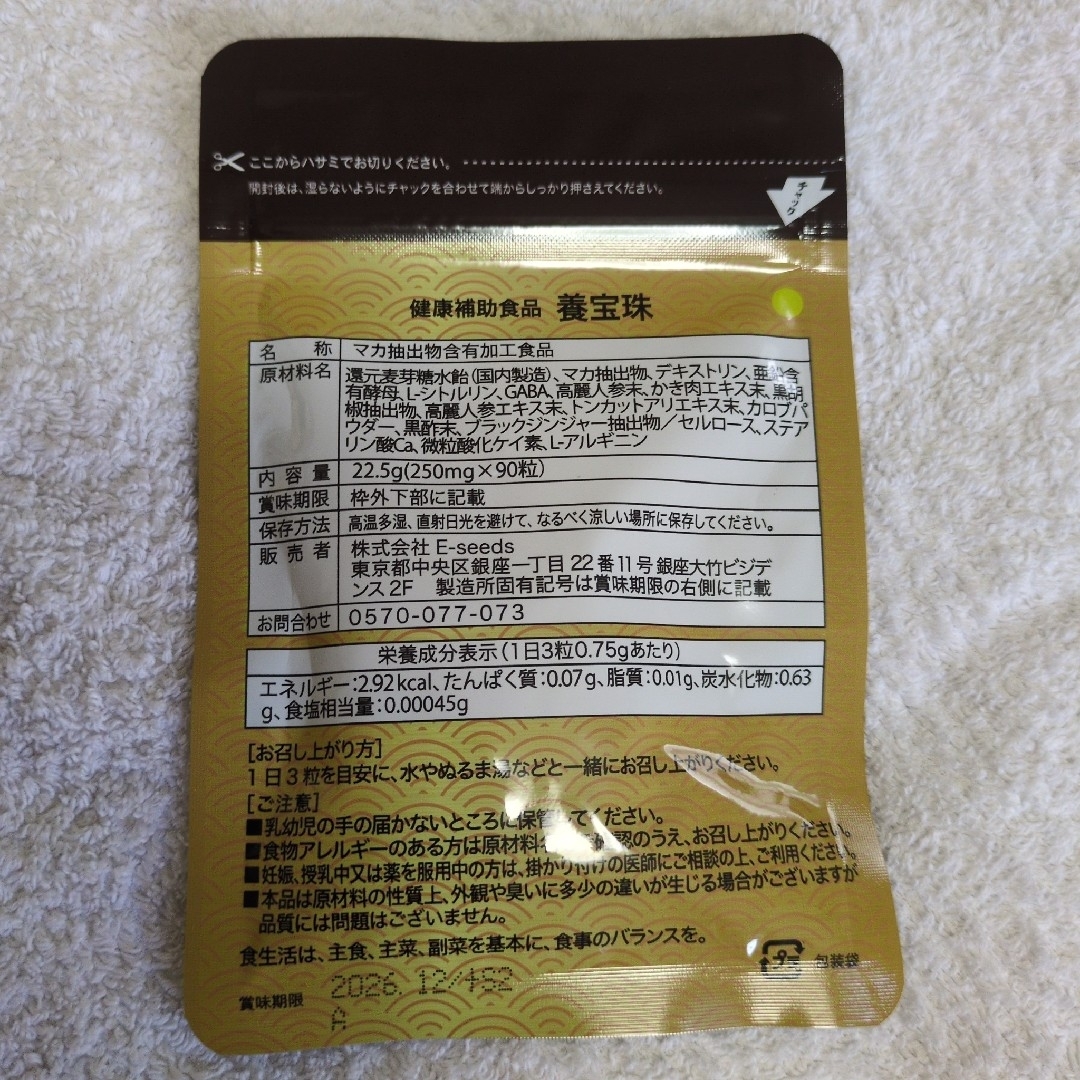 ここからハサミでお切りください。
開封後は、湿らないようにチャックを合わせて端からしっかり押さえてください。
チャック
健康補助食品 養宝珠
名称 マカ抽出物含有加工食品
原材料名 還元麦芽糖水飴(国内製造)、マカ抽出物、デキストリン、亜鉛含
有酵母、L-シトルリン、GABA、高麗人参末、かき肉エキス末、黒胡
椒抽出物、高麗人参エキス末、トンカットアリエキス末、カロブパ
ウダー、黒酢末、ブラックジンジャー抽出物／セルロース、ステア
リン酸Ca、微粒酸化ケイ素、L-アルギニン
内容量 22.5g(250mg×90粒)
賞味期限 枠外下部に記載
保存方法 高温多湿、直射日光を避けて、なるべく涼しい場所に保存してください。
販売者 株式会社 E-seeds
東京都中央区銀座一丁目22番11号 銀座大竹ビジデ
ンス2F 製造所固有記号は賞味期限の右側に記載
お問合わせ 0570-077-073
栄養成分表示(1日3粒0.75gあたり)
エネルギー:2.92kcal、たんぱく質:0.07g、脂質:0.01g、炭水化物:0.63
g、食塩相当量:0.00045g
[お召し上がり方]
1日3粒を目安に、水やぬるま湯などと一緒にお召し上がりください。
[ご注意]
■乳幼児の手の届かないところに保管してください。
■食物アレルギーのある方は原材料 認のうえ、お召し上がりください。
■妊娠、授乳中又は薬を服用中の方は、掛かり付けの医師にご相談の上、ご利用ください。
■本品は原材料の性質上、外観や臭いに多少の違いが生じる場合がございますが
品質には問題はございません。
食生活は、主食、主菜、副菜を基本に、食事のバランスを。
プラ 包装袋
賞味期限 2026.12/4S2